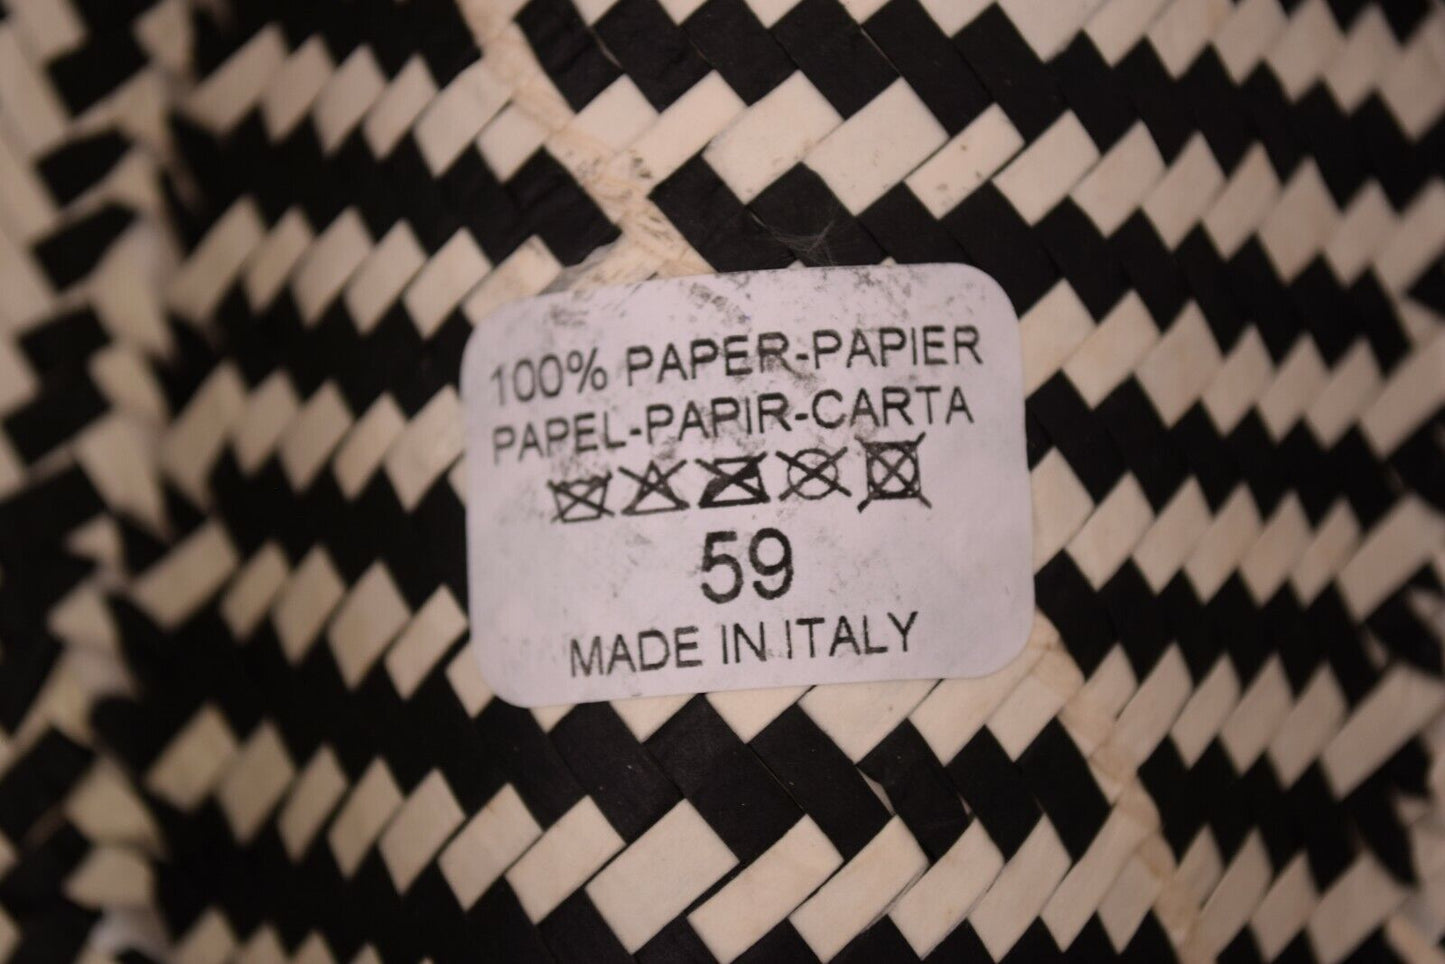 100% PAPER-PAPIER
PAPEL-PAPIR-CARTA
59
MADE IN ITALY